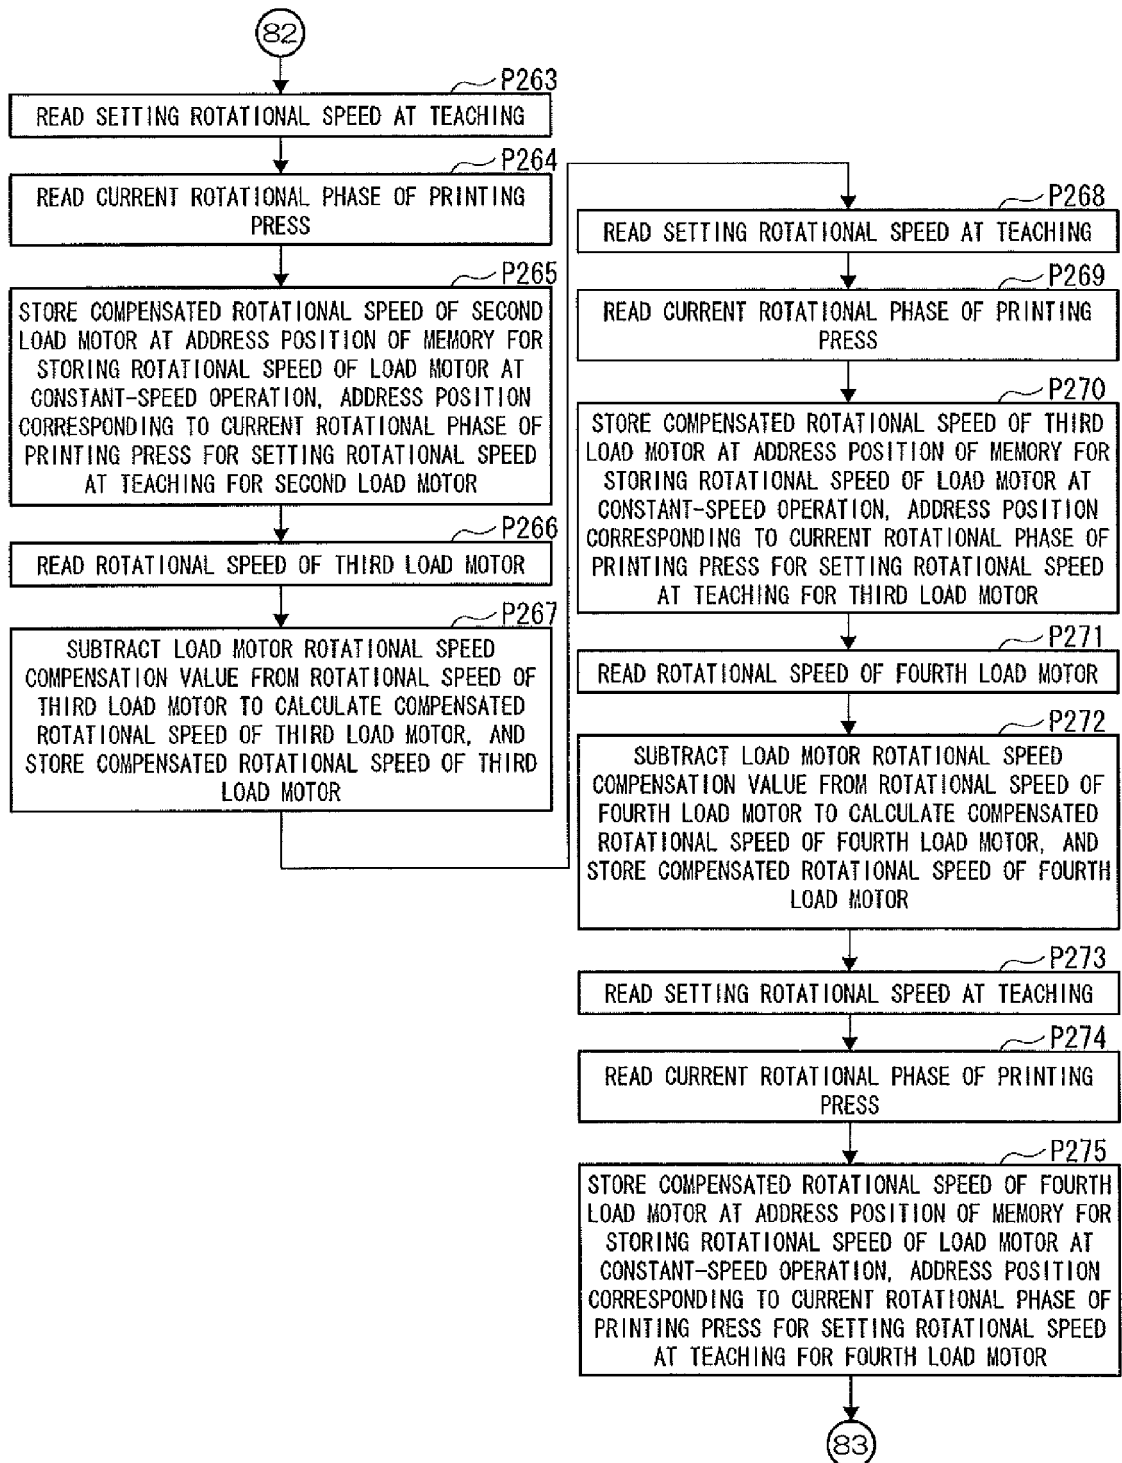 82
P263
READ SETTING ROTATIONAL SPEED AT TEACHING
P264
READ CURRENT ROTATIONAL PHASE OF PRINTING
PRESS
P265
STORE COMPENSATED ROTATIONAL SPEED OF SECOND
LOAD MOTOR AT ADDRESS POSITION OF MEMORY FOR
STORING ROTATIONAL SPEED OF LOAD MOTOR AT
CONSTANT-SPEED OPERATION, ADDRESS POSITION
CORRESPONDING TO CURRENT ROTATIONAL PHASE OF
PRINTING PRESS FOR SETTING ROTATIONAL SPEED
AT TEACHING FOR SECOND LOAD MOTOR
P266
READ ROTATIONAL SPEED OF THIRD LOAD MOTOR
P267
SUBTRACT LOAD MOTOR ROTATIONAL SPEED
COMPENSATION VALUE FROM ROTATIONAL SPEED OF
THIRD LOAD MOTOR TO CALCULATE COMPENSATED
ROTATIONAL SPEED OF THIRD LOAD MOTOR, AND
STORE COMPENSATED ROTATIONAL SPEED OF THIRD
LOAD MOTOR
P268
READ SETTING ROTATIONAL SPEED AT TEACHING
P269
READ CURRENT ROTATIONAL PHASE OF PRINTING
PRESS
P270
STORE COMPENSATED ROTATIONAL SPEED OF THIRD
LOAD MOTOR AT ADDRESS POSITION OF MEMORY FOR
STORING ROTATIONAL SPEED OF LOAD MOTOR AT
CONSTANT-SPEED OPERATION, ADDRESS POSITION
CORRESPONDING TO CURRENT ROTATIONAL PHASE OF
PRINTING PRESS FOR SETTING ROTATIONAL SPEED
AT TEACHING FOR THIRD LOAD MOTOR
P271
READ ROTATIONAL SPEED OF FOURTH LOAD MOTOR
P272
SUBTRACT LOAD MOTOR ROTATIONAL SPEED
COMPENSATION VALUE FROM ROTATIONAL SPEED OF
FOURTH LOAD MOTOR TO CALCULATE COMPENSATED
ROTATIONAL SPEED OF FOURTH LOAD MOTOR, AND
STORE COMPENSATED ROTATIONAL SPEED OF FOURTH
LOAD MOTOR
P273
READ SETTING ROTATIONAL SPEED AT TEACHING
P274
READ CURRENT ROTATIONAL PHASE OF PRINTING
PRESS
P275
STORE COMPENSATED ROTATIONAL SPEED OF FOURTH
LOAD MOTOR AT ADDRESS POSITION OF MEMORY FOR
STORING ROTATIONAL SPEED OF LOAD MOTOR AT
CONSTANT-SPEED OPERATION, ADDRESS POSITION
CORRESPONDING TO CURRENT ROTATIONAL PHASE OF
PRINTING PRESS FOR SETTING ROTATIONAL SPEED
AT TEACHING FOR FOURTH LOAD MOTOR
83